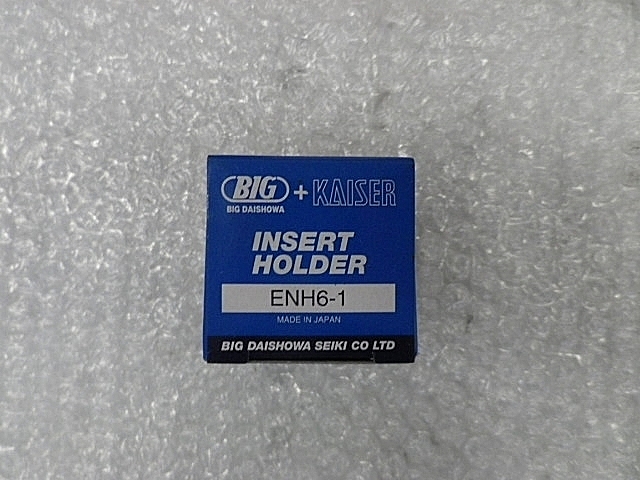 BIG + KAISER
BIG DAISHOWA
INSERT
HOLDER
ENH6-1
MADE IN JAPAN
BIG DAISHOWA SEIKI CO LTD